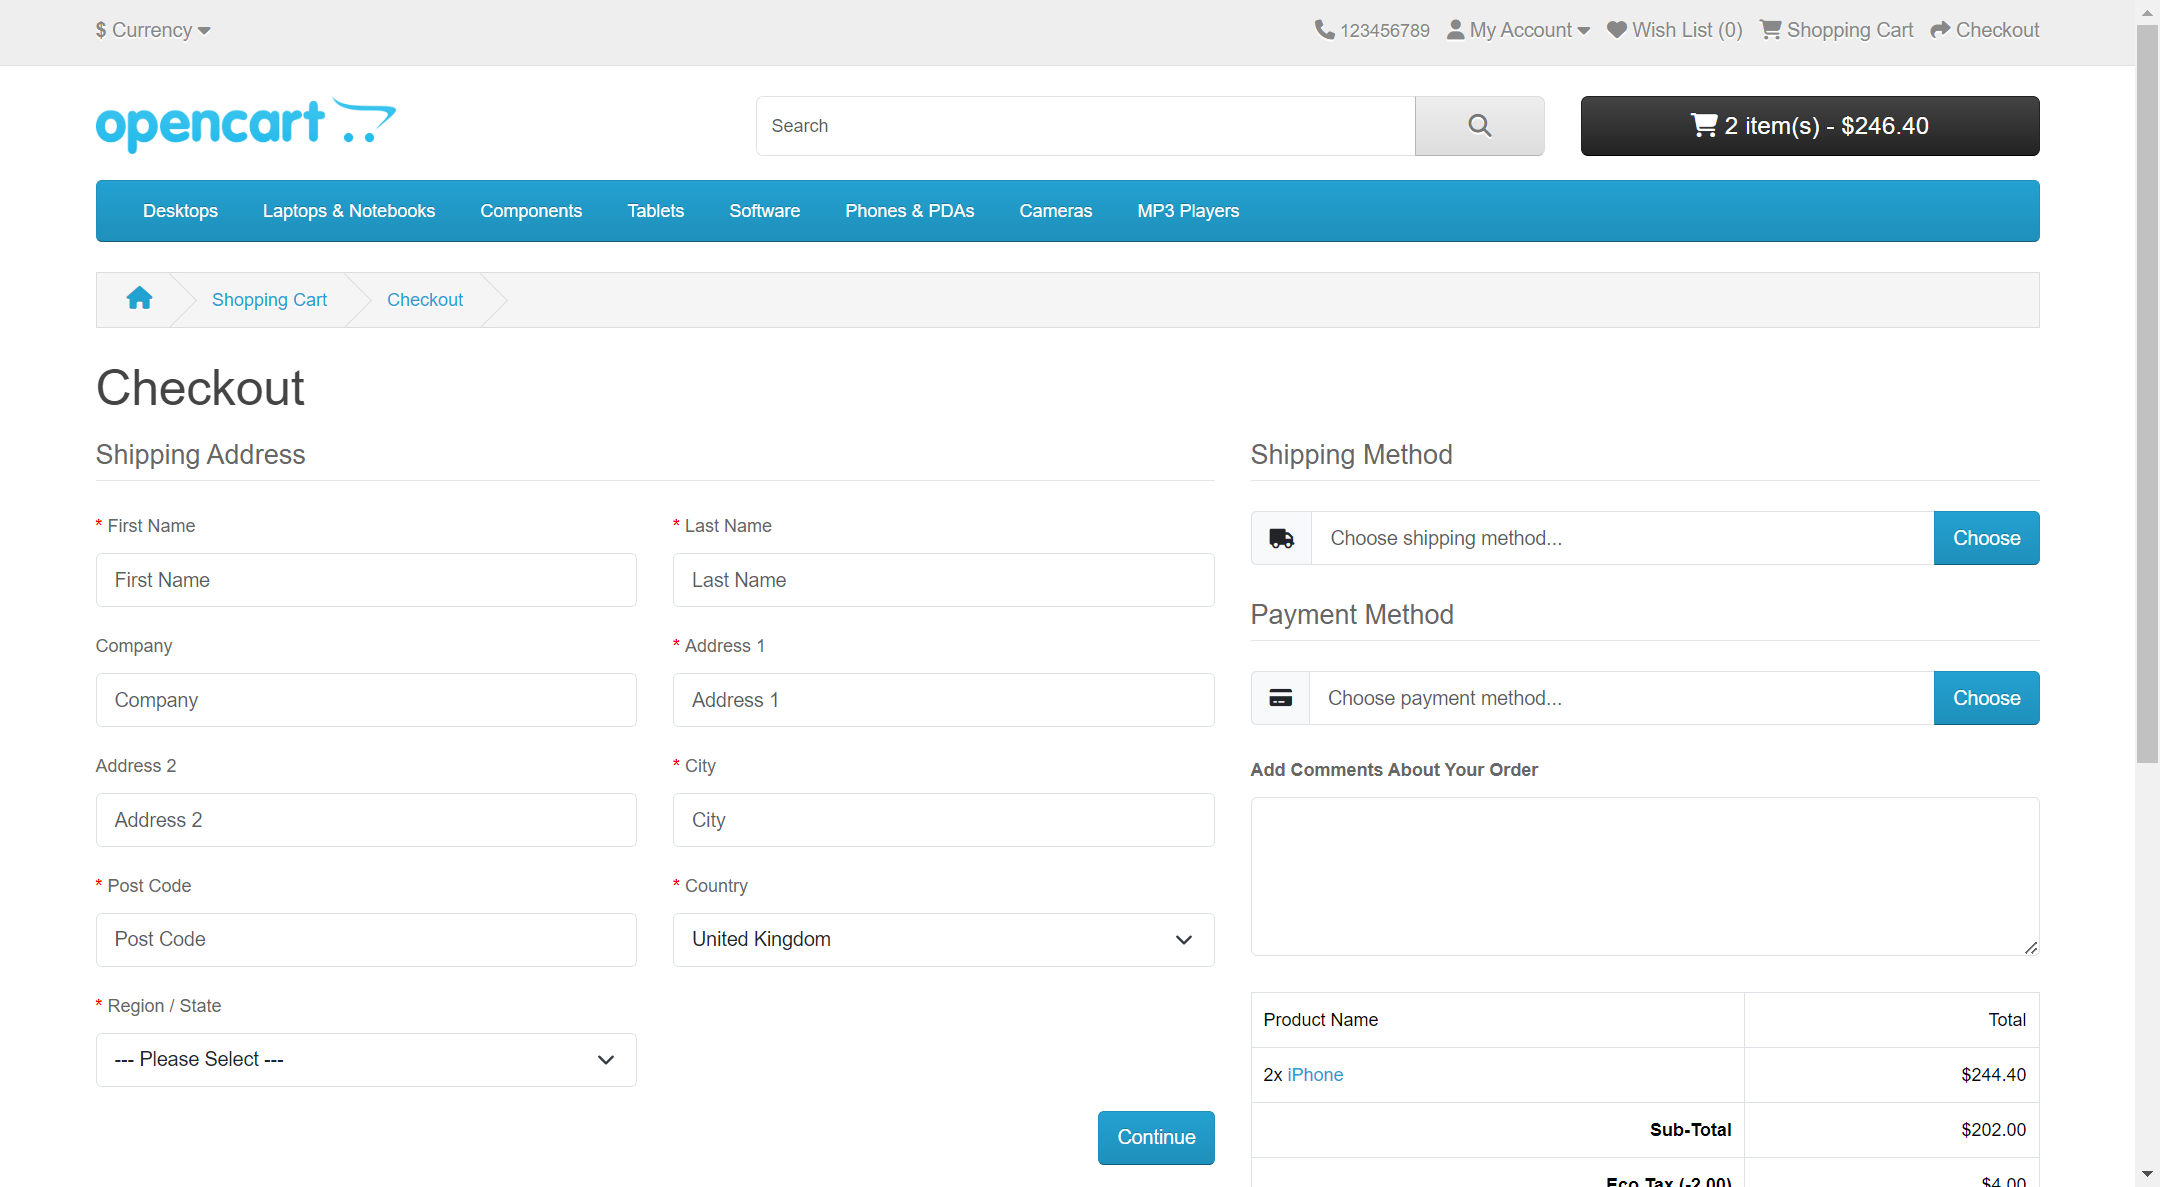 $ Currency
123456789 My Account Wish List (0) Shopping Cart Checkout
opencart
Search
2 item(s) - $246.40
Desktops Laptops & Notebooks Components Tablets Software Phones & PDAs Cameras MP3 Players
Shopping Cart Checkout
Checkout
Shipping Address
* First Name
First Name
* Last Name
Last Name
Company
Company
* Address 1
Address 1
Address 2
Address 2
* City
City
* Post Code
Post Code
* Country
United Kingdom
* Region / State
--- Please Select ---
Continue
Shipping Method
Choose shipping method... Choose
Payment Method
Choose payment method... Choose
Add Comments About Your Order
Product Name Total
2x iPhone $244.40
Sub-Total $202.00
Eco Tax (-2.00) $4.00